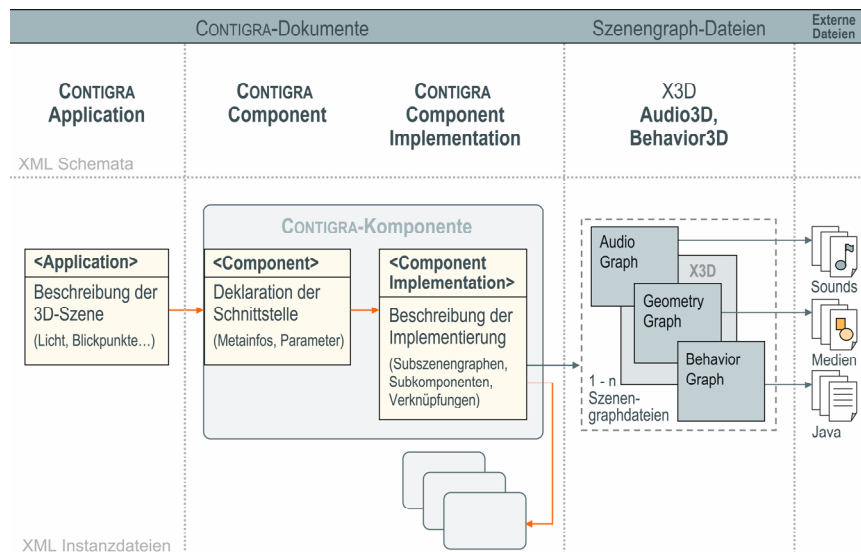 CONTIGRA-Dokumente
Szenengraph-Dateien
Externe
Dateien
CONTIGRA
Application
CONTIGRA
Component
CONTIGRA
Component
Implementation
X3D
Audio3D,
Behavior3D
XML Schemata
CONTIGRA-Komponente
<Application>
Beschreibung der
3D-Szene
(Licht, Blickpunkte…)
<Component>
Deklaration der
Schnittstelle
(Metainfos, Parameter)
<Component
Implementation>
Beschreibung der
Implementierung
(Subszenengraphen,
Subkomponenten,
Verknüpfungen)
Audio
Graph
X3D
Geometry
Graph
Behavior
Graph
1 - n
Szenen-
graphdateien
Sounds
Medien
Java
XML Instanzdateien